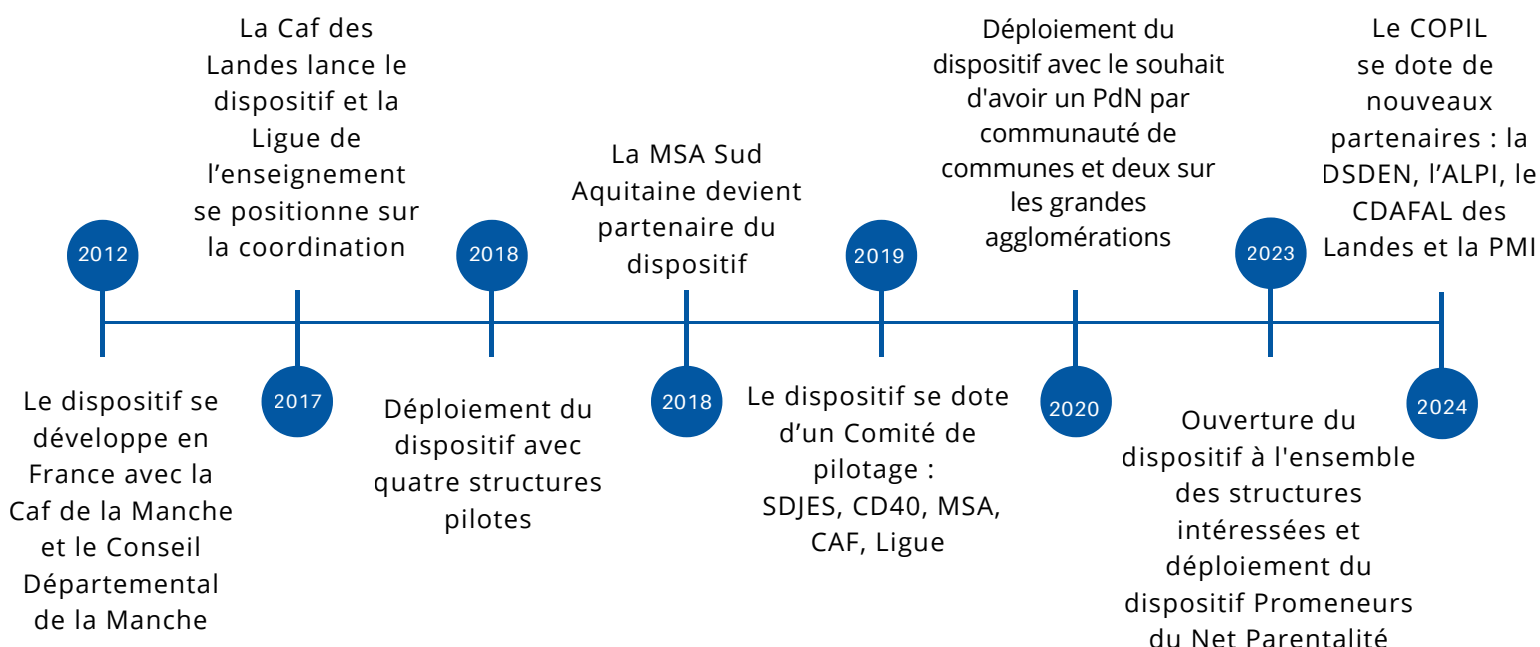 2012
Le dispositif se
développe en
France avec la
Caf de la Manche
et le Conseil
Départemental
de la Manche
La Caf des
Landes lance le
dispositif et la
Ligue de
l’enseignement
se positionne sur
la coordination
2017
2018
Déploiement du
dispositif avec
quatre structures
pilotes
La MSA Sud
Aquitaine devient
partenaire du
dispositif
2018
2019
Le dispositif se dote
d’un Comité de
pilotage :
SDJES, CD40, MSA,
CAF, Ligue
Déploiement du
dispositif avec le souhait
d'avoir un PdN par
communauté de
communes et deux sur
les grandes
agglomérations
2020
2023
Ouverture du
dispositif à l'ensemble
des structures
intéressées et
déploiement du
dispositif Promeneurs
du Net Parentalité
Le COPIL
se dote de
nouveaux
partenaires : la
DSDEN, l’ALPI, le
CDAFAL des
Landes et la PMI
2024